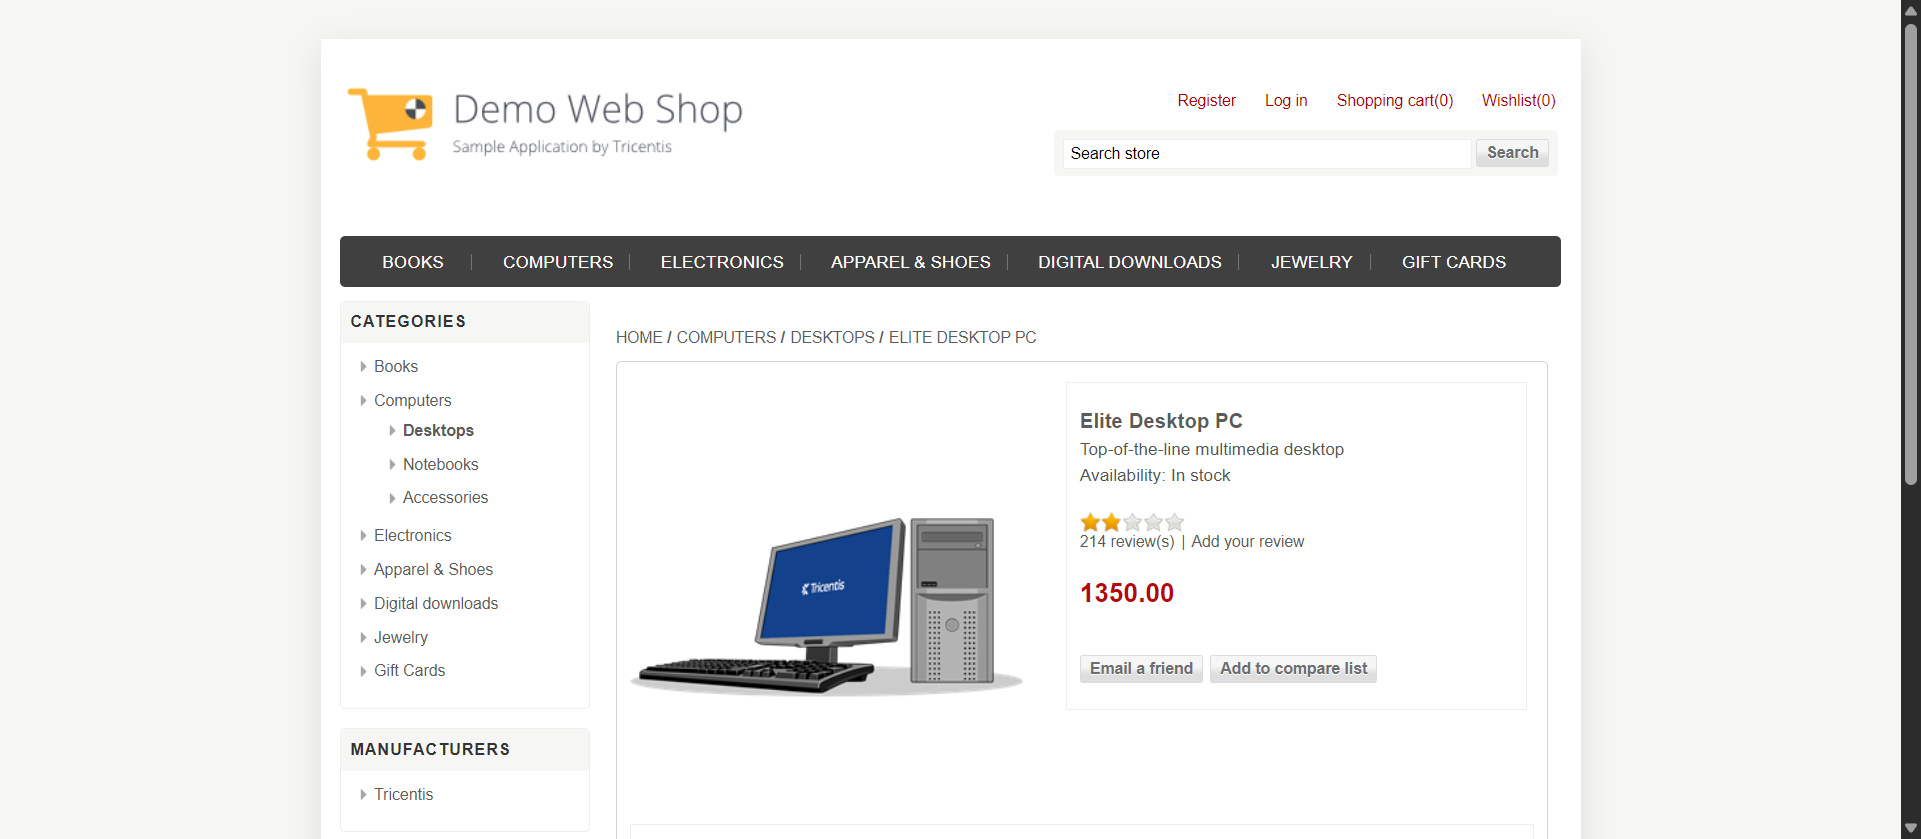 Demo Web Shop
Sample Application by Tricentis
Register Log in Shopping cart(0) Wishlist(0)
Search store Search
BOOKS COMPUTERS ELECTRONICS APPAREL & SHOES DIGITAL DOWNLOADS JEWELRY GIFT CARDS
CATEGORIES
Books
Computers
Desktops
Notebooks
Accessories
Electronics
Apparel & Shoes
Digital downloads
Jewelry
Gift Cards
MANUFACTURERS
Tricentis
HOME / COMPUTERS / DESKTOPS / ELITE DESKTOP PC
Tricentis
Elite Desktop PC
Top-of-the-line multimedia desktop
Availability: In stock
214 review(s) | Add your review
1350.00
Email a friend Add to compare list